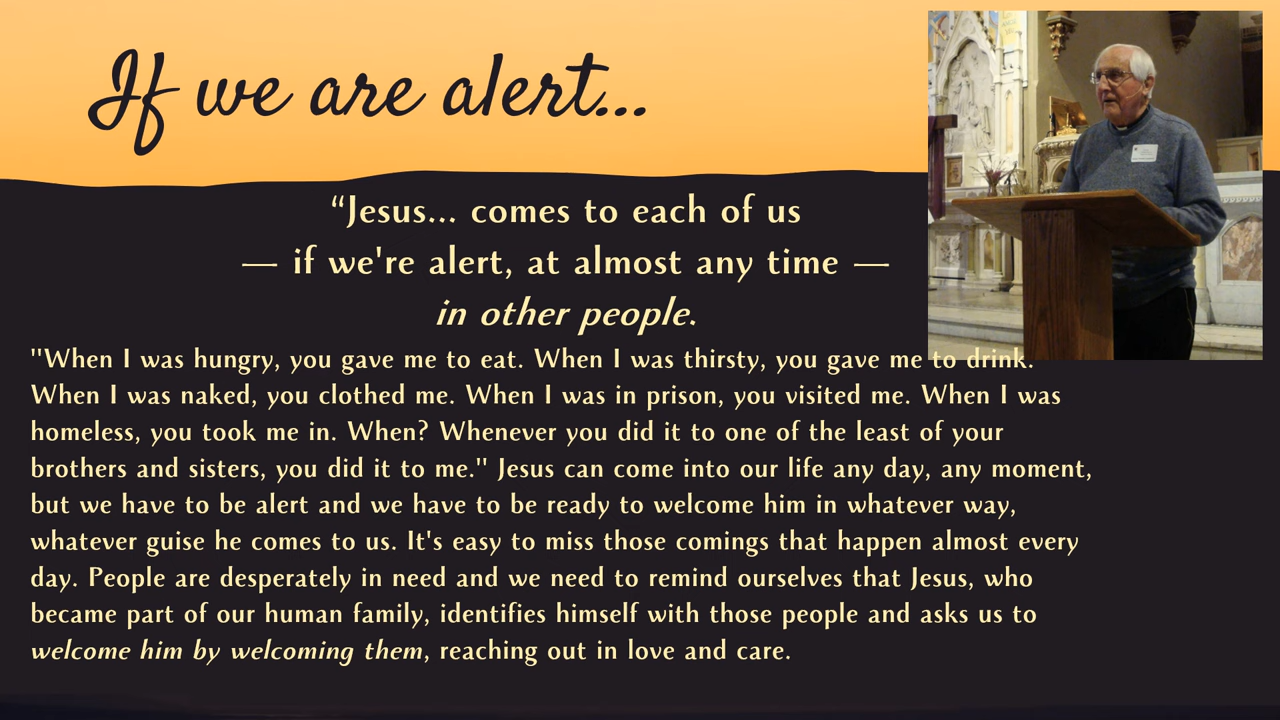 If we are alert...
“Jesus... comes to each of us
— if we're alert, at almost any time —
in other people.
"When I was hungry, you gave me to eat. When I was thirsty, you gave me to drink.
When I was naked, you clothed me. When I was in prison, you visited me. When I was
homeless, you took me in. When? Whenever you did it to one of the least of your
brothers and sisters, you did it to me." Jesus can come into our life any day, any moment,
but we have to be alert and we have to be ready to welcome him in whatever way,
whatever guise he comes to us. It's easy to miss those comings that happen almost every
day. People are desperately in need and we need to remind ourselves that Jesus, who
became part of our human family, identifies himself with those people and asks us to
welcome him by welcoming them, reaching out in love and care.